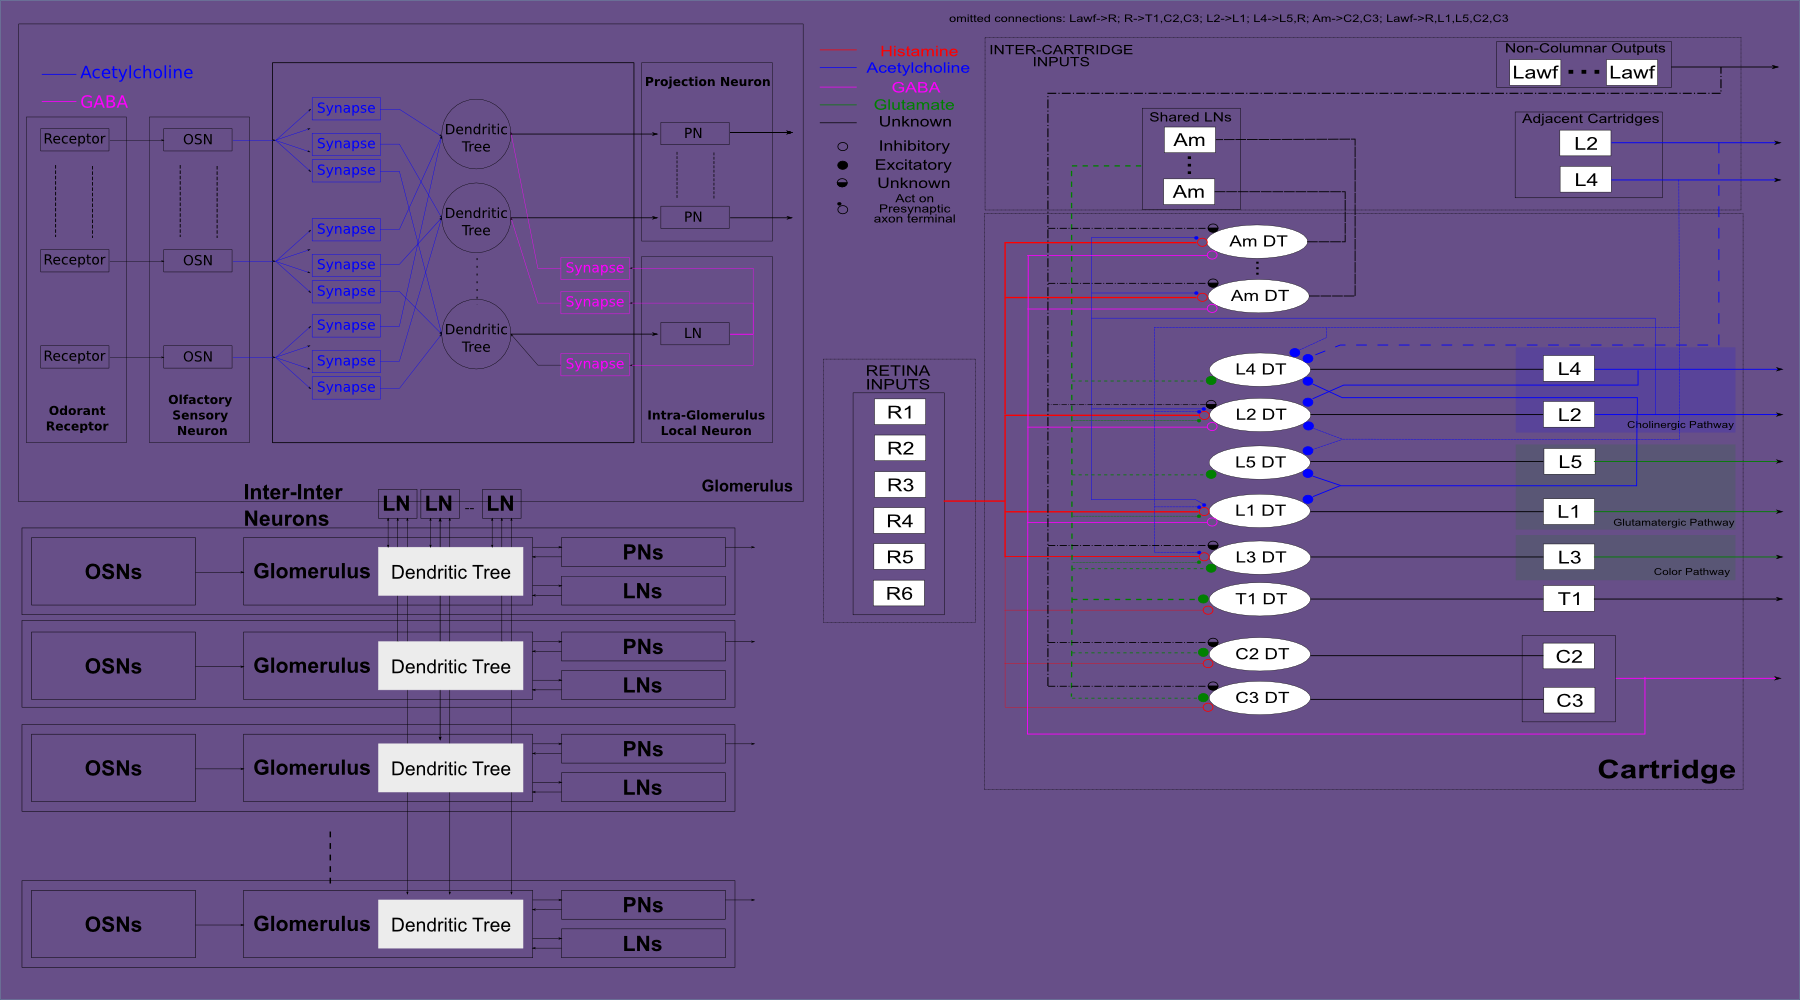 omitted connections: Lawf->R; R->T1,C2,C3; L2->L1; L4->L5,R; Am->C2,C3; Lawf->R,L1,L5,C2,C3
Acetylcholine
GABA
Receptor
Receptor
Receptor
Odorant
Receptor
OSN
OSN
OSN
Olfactory
Sensory
Neuron
Synapse
Synapse
Synapse
Synapse
Synapse
Synapse
Synapse
Synapse
Synapse
Dendritic
Tree
Dendritic
Tree
Dendritic
Tree
Synapse
Synapse
Synapse
Projection Neuron
PN
PN
LN
Intra-Glomerulus
Local Neuron
Glomerulus
Inter-Inter
Neurons
LN LN -- LN
OSNs Glomerulus Dendritic Tree PNs
LNs
OSNs Glomerulus Dendritic Tree PNs
LNs
OSNs Glomerulus Dendritic Tree PNs
LNs
OSNs Glomerulus Dendritic Tree PNs
LNs
Histamine
Acetylcholine
GABA
Glutamate
Unknown
Inhibitory
Excitatory
Unknown
Act on
Presynaptic
axon terminal
RETINA
INPUTS
R1
R2
R3
R4
R5
R6
INTER-CARTRIDGE
INPUTS
Shared LNs
Am
Am
Non-Columnar Outputs
Lawf Lawf
Adjacent Cartridges
L2
L4
Am DT
Am DT
L4 DT
L2 DT
L5 DT
L1 DT
L3 DT
T1 DT
C2 DT
C3 DT
L4
L2
Cholinergic Pathway
L5
L1
Glutamatergic Pathway
L3
Color Pathway
T1
C2
C3
Cartridge